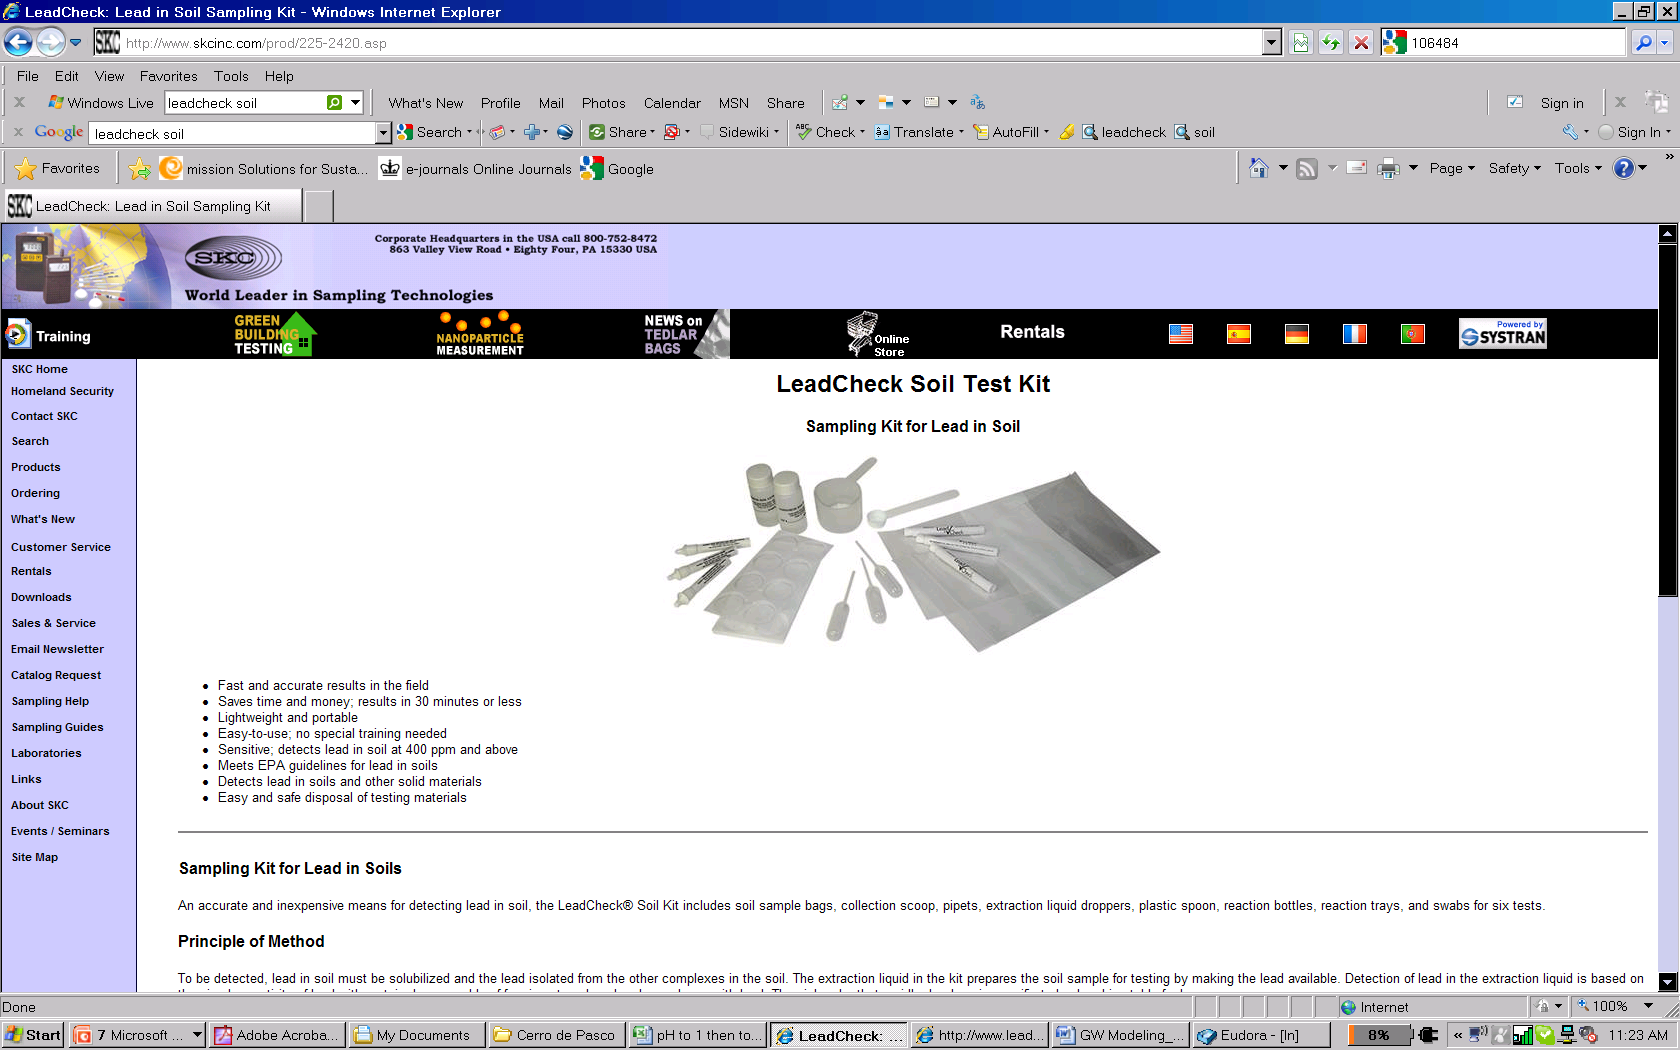 LeadCheck: Lead in Soil Sampling Kit - Windows Internet Explorer
SKC http://www.skcinc.com/prod/225-2420.asp 106484
File Edit View Favorites Tools Help
Windows Live leadcheck soil What's New Profile Mail Photos Calendar MSN Share Sign in
Google leadcheck soil Search Share Sidewiki Check Translate AutoFill leadcheck soil Sign In
Favorites mission Solutions for Susta... e-journals Online Journals Google Page Safety Tools
SKC LeadCheck: Lead in Soil Sampling Kit
Corporate Headquarters in the USA call 800-752-8472
863 Valley View Road • Eighty Four, PA 15330 USA
SKC
World Leader in Sampling Technologies
Training
GREEN
BUILDING
TESTING
NANOPARTICLE
MEASUREMENT
NEWS on
TEDLAR
BAGS
Online
Store
Rentals
Powered by
SYSTRAN
SKC Home
Homeland Security
Contact SKC
Search
Products
Ordering
What's New
Customer Service
Rentals
Downloads
Sales & Service
Email Newsletter
Catalog Request
Sampling Help
Sampling Guides
Laboratories
Links
About SKC
Events / Seminars
Site Map
LeadCheck Soil Test Kit
Sampling Kit for Lead in Soil
• Fast and accurate results in the field
• Saves time and money; results in 30 minutes or less
• Lightweight and portable
• Easy-to-use; no special training needed
• Sensitive; detects lead in soil at 400 ppm and above
• Meets EPA guidelines for lead in soils
• Detects lead in soils and other solid materials
• Easy and safe disposal of testing materials
Sampling Kit for Lead in Soils
An accurate and inexpensive means for detecting lead in soil, the LeadCheck® Soil Kit includes soil sample bags, collection scoop, pipets, extraction liquid droppers, plastic spoon, reaction bottles, reaction trays, and swabs for six tests.
Principle of Method
To be detected, lead in soil must be solubilized and the lead isolated from the other complexes in the soil. The extraction liquid in the kit prepares the soil sample for testing by making the lead available. Detection of lead in the extraction liquid is based on
Done Internet 100%
Start 7 Microsoft ... Adobe Acroba... My Documents Cerro de Pasco pH to 1 then to... LeadCheck: ... http://www.lead... GW Modeling_... Eudora - [In] 8% 11:23 AM